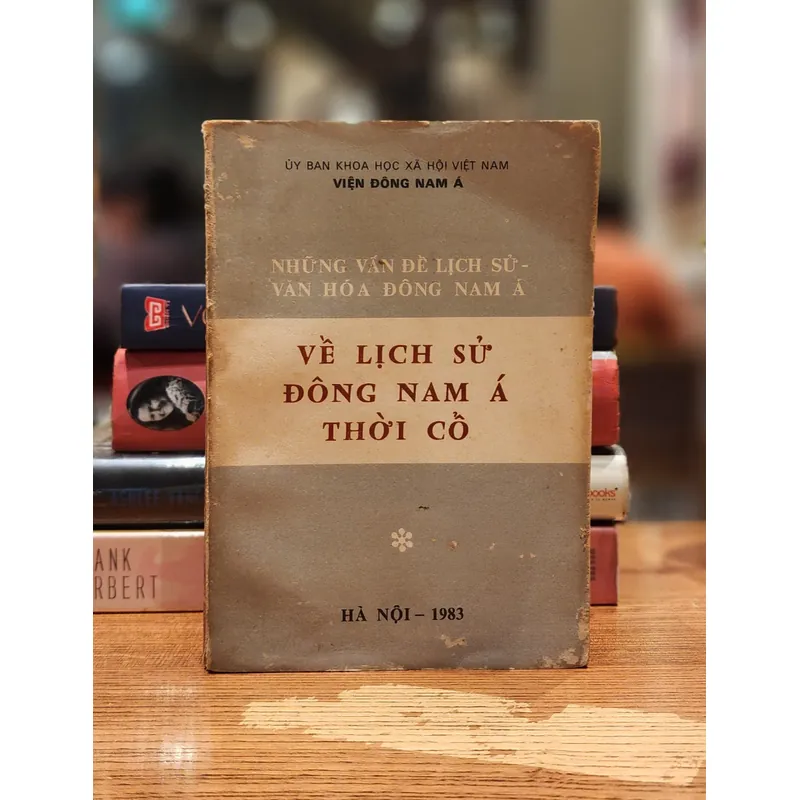 ỦY BAN KHOA HỌC XÃ HỘI VIỆT NAM
VIỆN ĐÔNG NAM Á
NHỮNG VẤN ĐỀ LỊCH SỬ -
VĂN HÓA ĐÔNG NAM Á
VỀ LỊCH SỬ
ĐÔNG NAM Á
THỜI CỔ
HÀ NỘI - 1983
ANK
RBERT
books